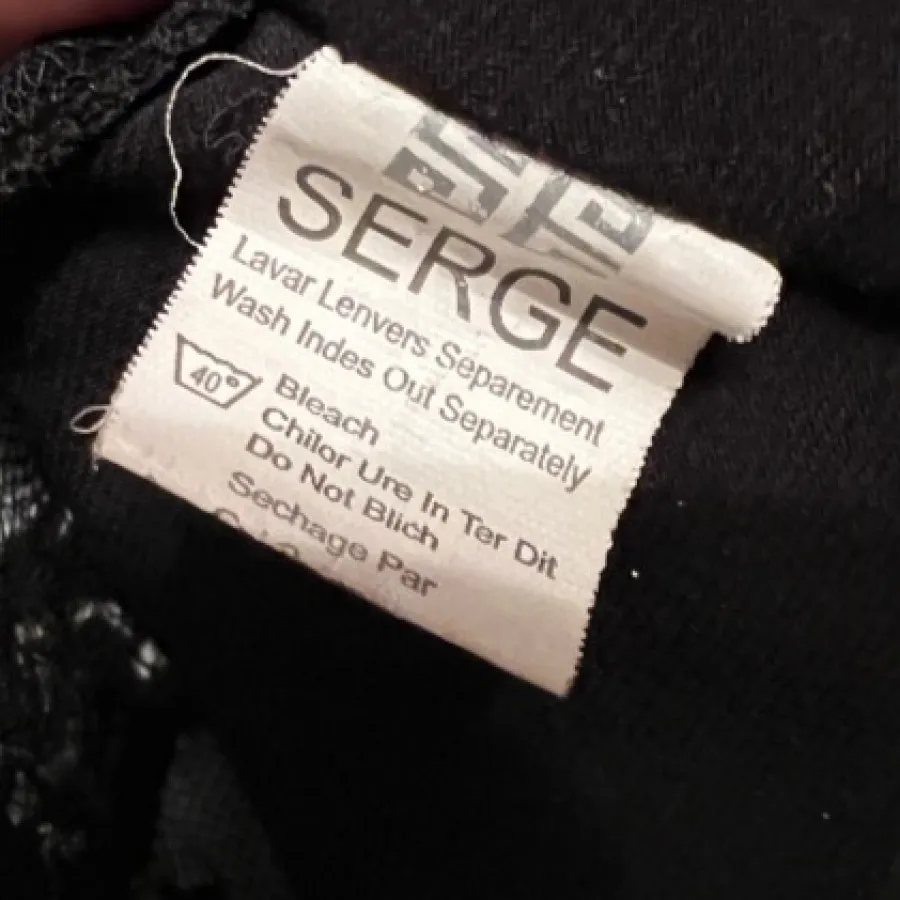 SERGE
Lavar Lenvers Separement
Wash Indes Out Separately
40°
Bleach
Chilor Ure In Ter Dit
Do Not Blich
Sechage Par